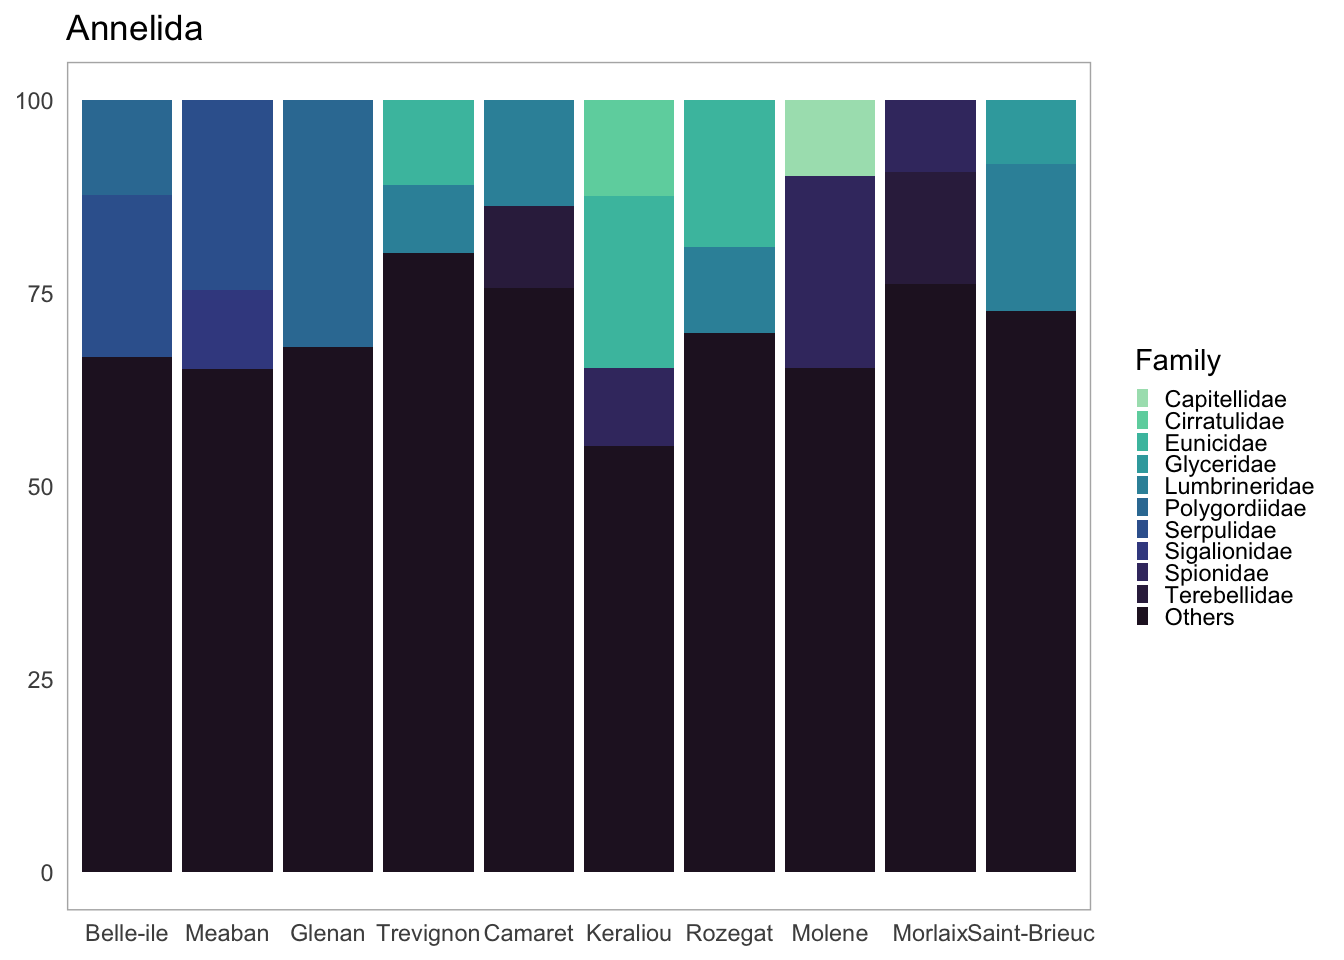 Annelida
100
75
50
25
0
Belle-ile Meaban Glenan Trevignon Camaret Keraliou Rozegat Molene Morlaix Saint-Brieuc
Family
Capitellidae
Cirratulidae
Eunicidae
Glyceridae
Lumbrineridae
Polygordiidae
Serpulidae
Sigalionidae
Spionidae
Terebellidae
Others